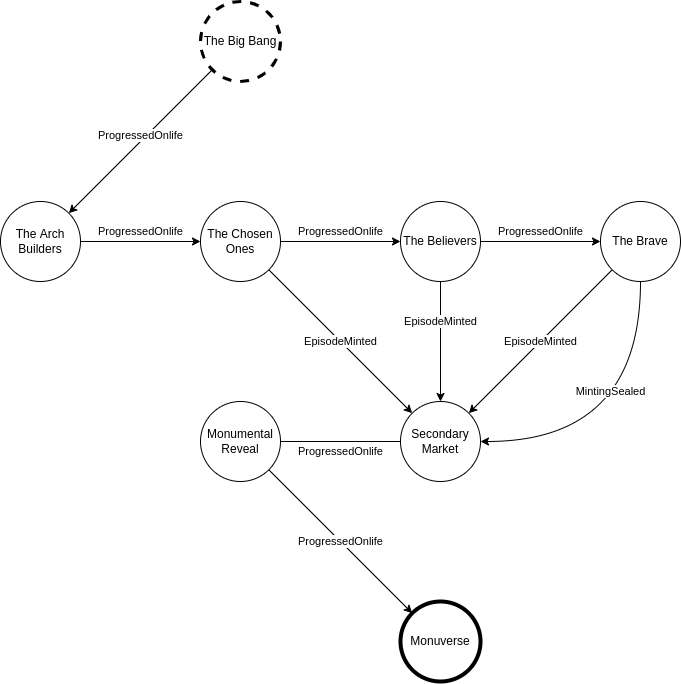 The Big Bang
ProgressedOnlife
The Arch
Builders
ProgressedOnlife
The Chosen
Ones
ProgressedOnlife
The Believers
ProgressedOnlife
The Brave
EpisodeMinted
EpisodeMinted
EpisodeMinted
MintingSealed
Monumental
Reveal
ProgressedOnlife
Secondary
Market
ProgressedOnlife
Monuverse